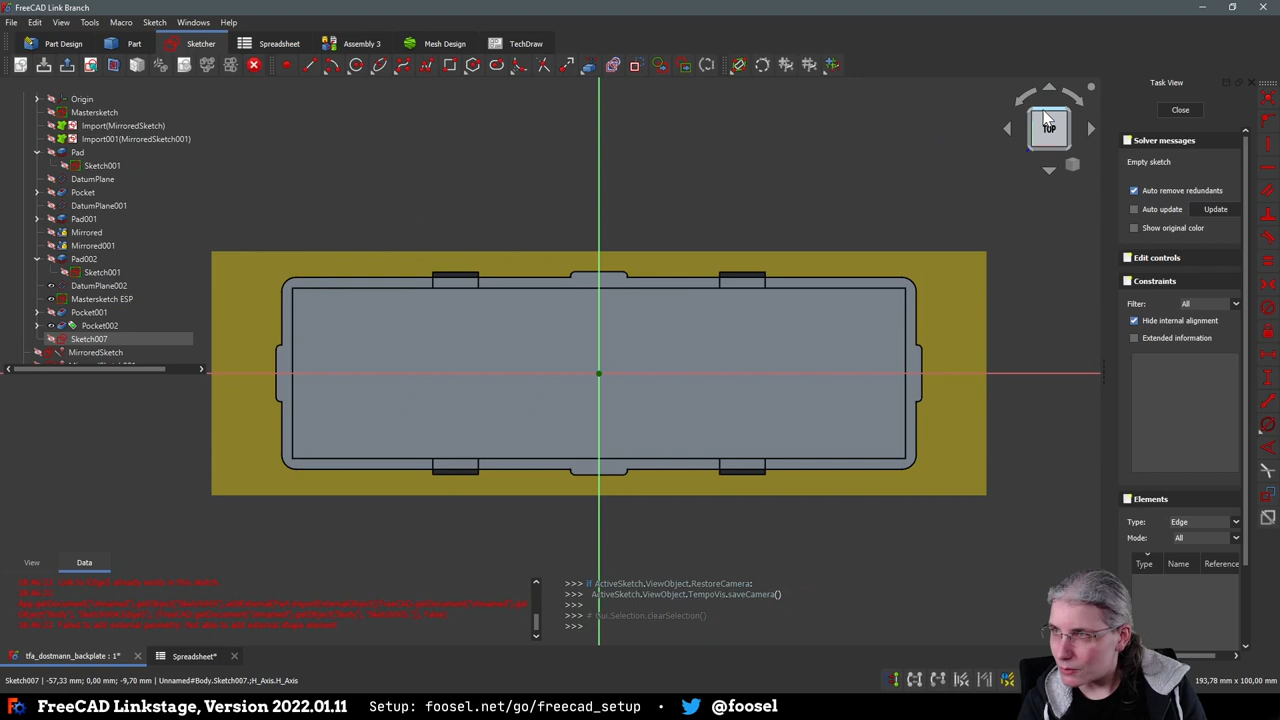 FreeCAD Link Branch
File Edit View Tools Macro Sketch Windows Help
Part Design Part Sketcher Spreadsheet Assembly 3 Mesh Design TechDraw
Origin
Mastersketch
Import(MirroredSketch)
Import001(MirroredSketch001)
Pad
Sketch001
DatumPlane
Pocket
DatumPlane001
Pad001
Mirrored
Mirrored001
Pad002
Sketch001
DatumPlane002
Mastersketch ESP
Pocket001
Pocket002
Sketch007
MirroredSketch
TOP
Task View
Close
Solver messages
Empty sketch
Auto remove redundants
Auto update Update
Show original color
Edit controls
Constraints
Filter: All
Hide internal alignment
Extended information
Elements
Type: Edge
Mode: All
Type Name Reference
View Data
>>> if ActiveSketch.ViewObject.RestoreCamera:
>>> ActiveSketch.ViewObject.TempoVis.saveCamera()
>>>
>>> # Gui.Selection.clearSelection()
>>>
tfa_dostmann_backplate : 1* Spreadsheet*
Sketch007 | -57,33 mm; 0,00 mm; -9,70 mm | Unnamed#Body.Sketch007.;H_Axis.H_Axis
193,78 mm x 100,00 mm
FreeCAD Linkstage, Version 2022.01.11 • Setup: foosel.net/go/freecad_setup • @foosel